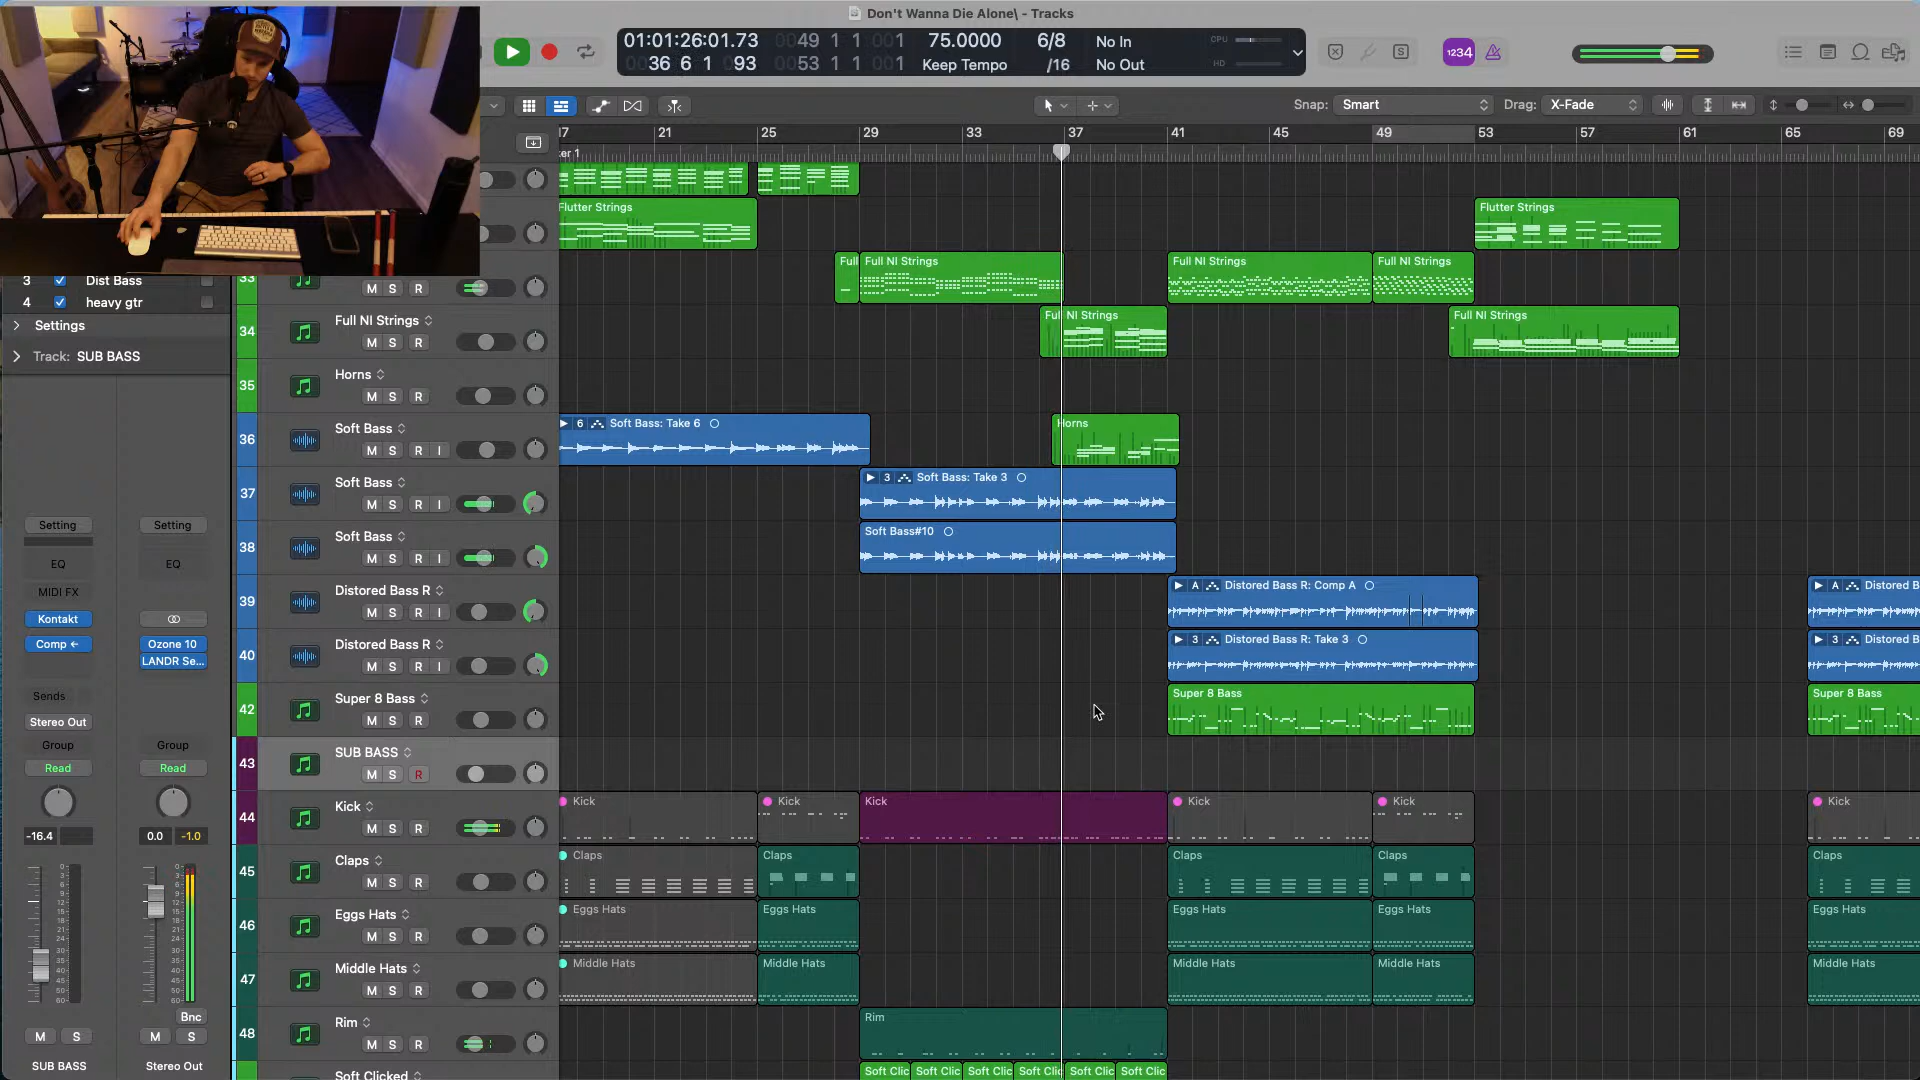 Don't Wanna Die Alone\ - Tracks
01:01:26:01.73 0049 1 1 001 75.0000 6/8 No In CPU
0036 6 1 093 0053 1 1 001 Keep Tempo /16 No Out HD
S 1234
Snap: Smart Drag: X-Fade
17 21 25 29 33 37 41 45 49 53 57 61 65 69
ker 1
Flutter Strings Flutter Strings
3 Dist Bass
4 heavy gtr
Settings
Track: SUB BASS
Setting Setting
EQ EQ
MIDI FX
Kontakt
Comp Ozone 10
LANDR Se...
Sends
Stereo Out
Group Group
Read Read
-16.4 0.0 -1.0
Bnc
M S M S
SUB BASS Stereo Out
33 M S R Full Full NI Strings Full NI Strings Full NI Strings
34 Full NI Strings M S R Full NI Strings Full NI Strings
35 Horns M S R
36 Soft Bass M S R I 6 Soft Bass: Take 6 Horns
37 Soft Bass M S R I 3 Soft Bass: Take 3
38 Soft Bass M S R I Soft Bass#10
39 Distored Bass R M S R I A Distored Bass R: Comp A A Distored B
40 Distored Bass R M S R I 3 Distored Bass R: Take 3 3 Distored B
42 Super 8 Bass M S R Super 8 Bass Super 8 Bass
43 SUB BASS M S R
44 Kick M S R Kick Kick Kick Kick Kick Kick
45 Claps M S R Claps Claps Claps Claps Claps
46 Eggs Hats M S R Eggs Hats Eggs Hats Eggs Hats Eggs Hats Eggs Hats
47 Middle Hats M S R Middle Hats Middle Hats Middle Hats Middle Hats Middle Hats
48 Rim M S R Rim
Soft Clicked Soft Clic Soft Clic Soft Clic Soft Clic Soft Clic Soft Clic